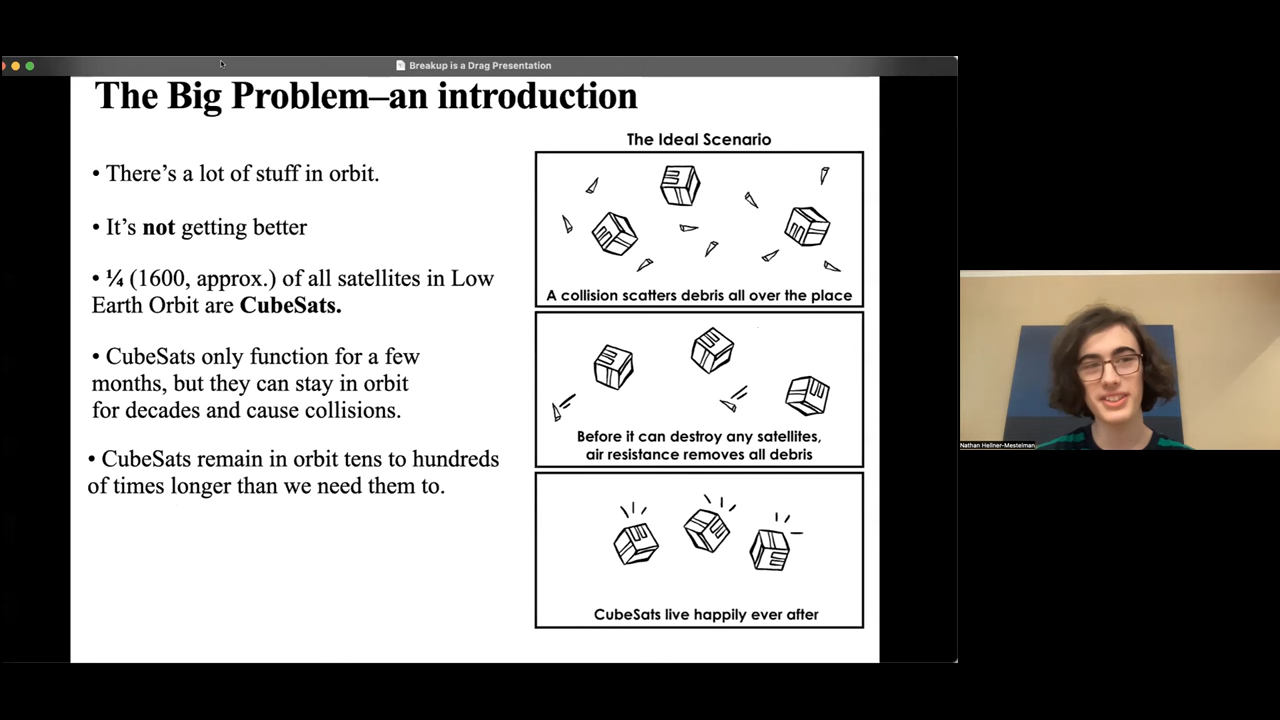 Breakup is a Drag Presentation
The Big Problem–an introduction
• There's a lot of stuff in orbit.
• It's not getting better
• ¼ (1600, approx.) of all satellites in Low
Earth Orbit are CubeSats.
• CubeSats only function for a few
months, but they can stay in orbit
for decades and cause collisions.
• CubeSats remain in orbit tens to hundreds
of times longer than we need them to.
The Ideal Scenario
A collision scatters debris all over the place
Before it can destroy any satellites,
air resistance removes all debris
CubeSats live happily ever after
Nathan Hellner-Mestelman